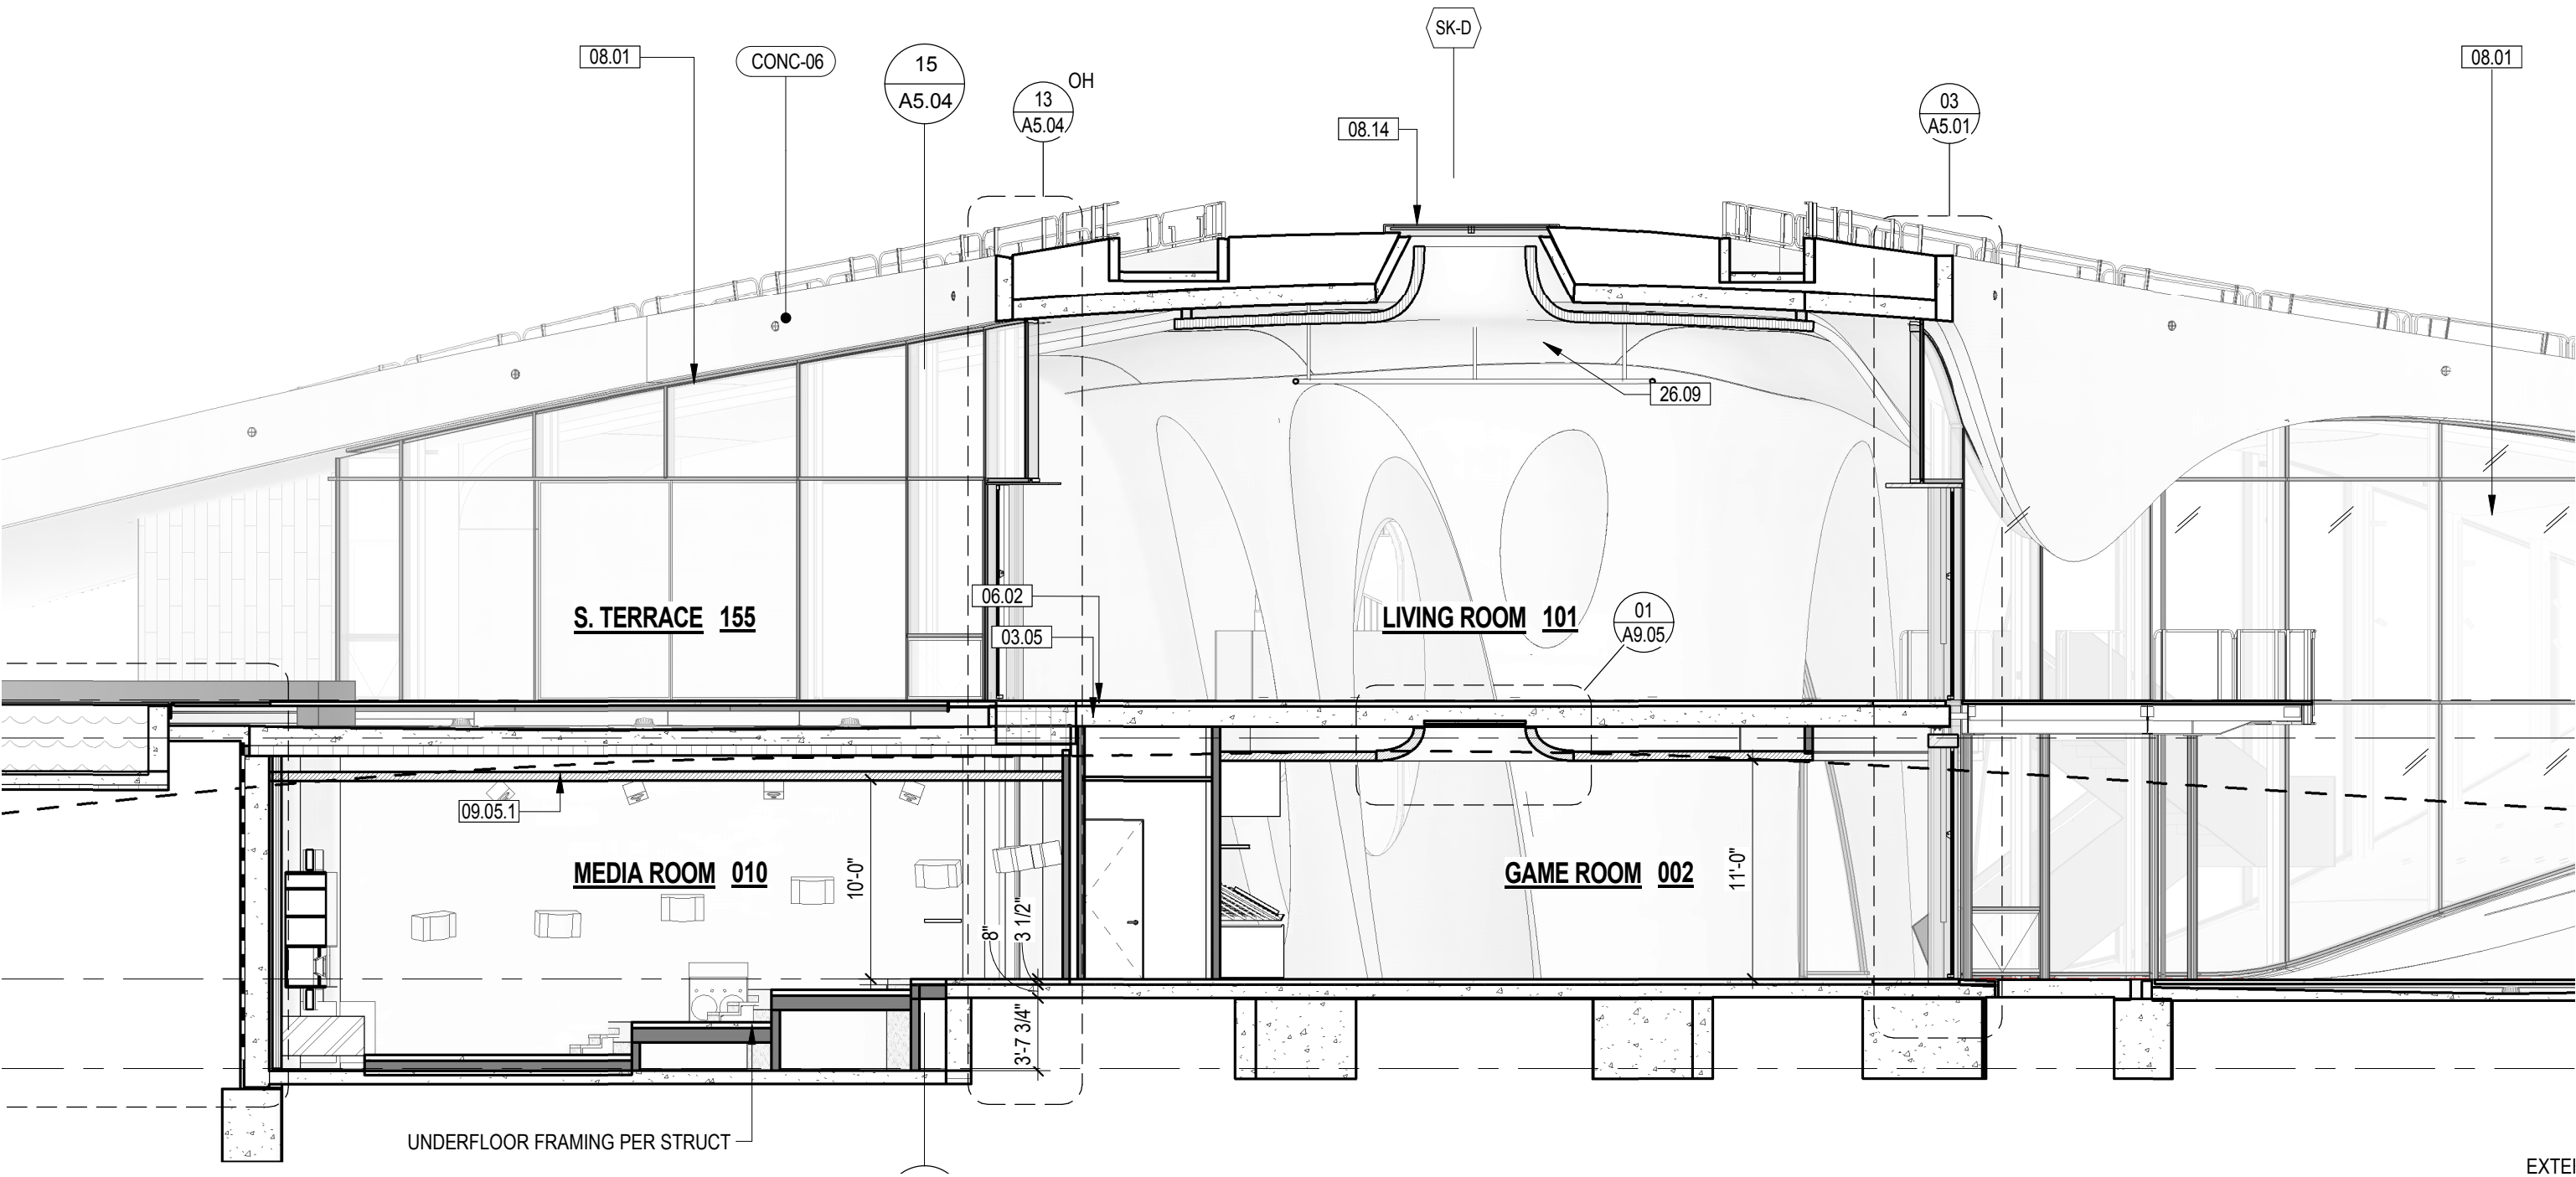 SK-D
08.01
CONC-06
15
A5.04
13
A5.04
OH
08.14
03
A5.01
08.01
26.09
06.02
03.05
S. TERRACE 155
LIVING ROOM 101
01
A9.05
09.05.1
MEDIA ROOM 010
10'-0"
8"
3 1/2"
3'-7 3/4"
GAME ROOM 002
11'-0"
UNDERFLOOR FRAMING PER STRUCT